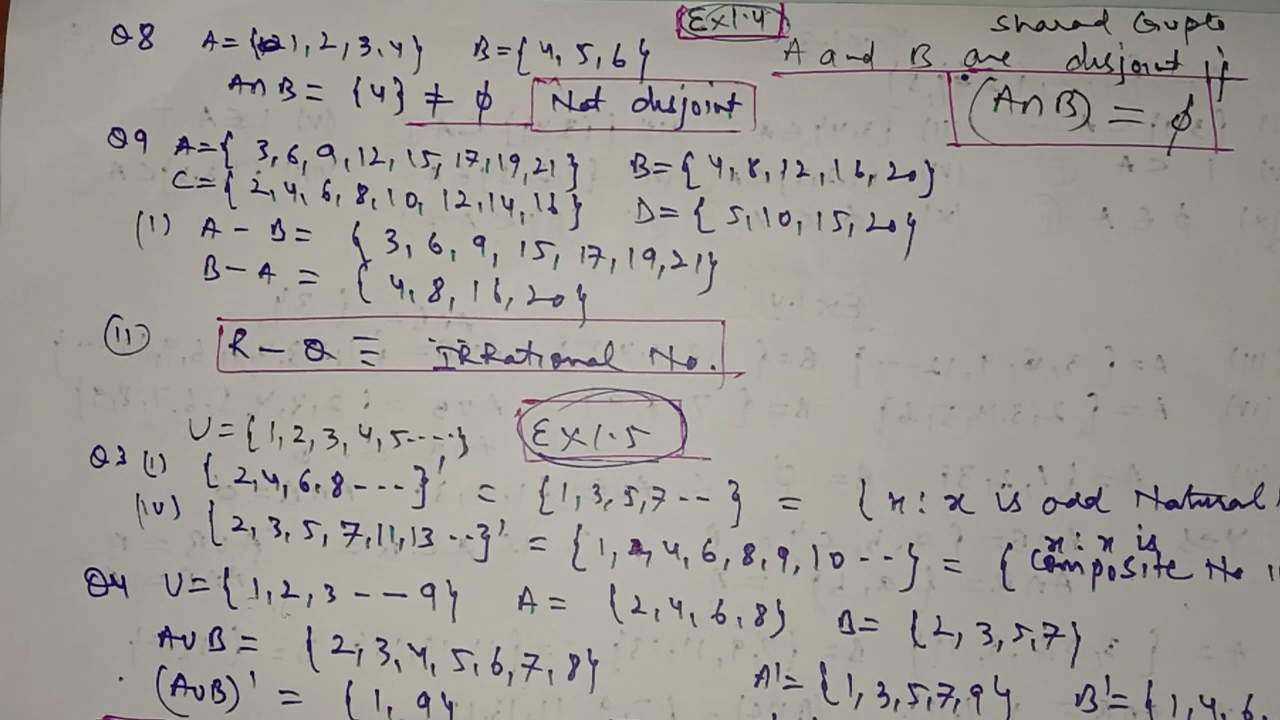 Ex1.4
Sharad Gupta
Q8 A={1, 2, 3, 4} B={4, 5, 6}
A and B are disjoint if
A∩B = {4} ≠ ϕ Not disjoint
(A∩B) = ϕ
Q9 A={ 3, 6, 9, 12, 15, 17, 19, 21} B={ 4, 8, 12, 16, 20}
C={ 2, 4, 6, 8, 10, 12, 14, 16} D={ 5, 10, 15, 20}
(i) A - B = { 3, 6, 9, 15, 17, 19, 21}
B - A = { 4, 8, 16, 20}
(ii) R - Q = IRRational No.
U={1, 2, 3, 4, 5----} Ex1.5
Q3 (i) { 2, 4, 6, 8 ---- }' = {1, 3, 5, 7 -- } = {x : x is odd Natural
(iv) {2, 3, 5, 7, 11, 13 --}' = {1, 4, 6, 8, 9, 10 --} = { x : x is Composite No
Q4 U={1, 2, 3 -- -- 9} A= {2, 4, 6, 8} B= {2, 3, 5, 7}
A∪B = {2, 3, 4, 5, 6, 7, 8}
(A∪B)' = {1, 9} A'={1, 3, 5, 7, 9} B'={1, 4, 6,